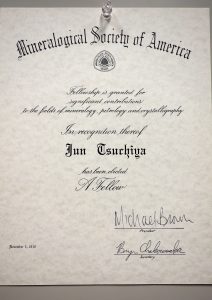 Mineralogical Society of America
Fellowship is granted for
significant contributions
to the fields of mineralogy, petrology and crystallography
In recognition thereof
Jun Tsuchiya
has been elected
A Fellow
President
Secretary